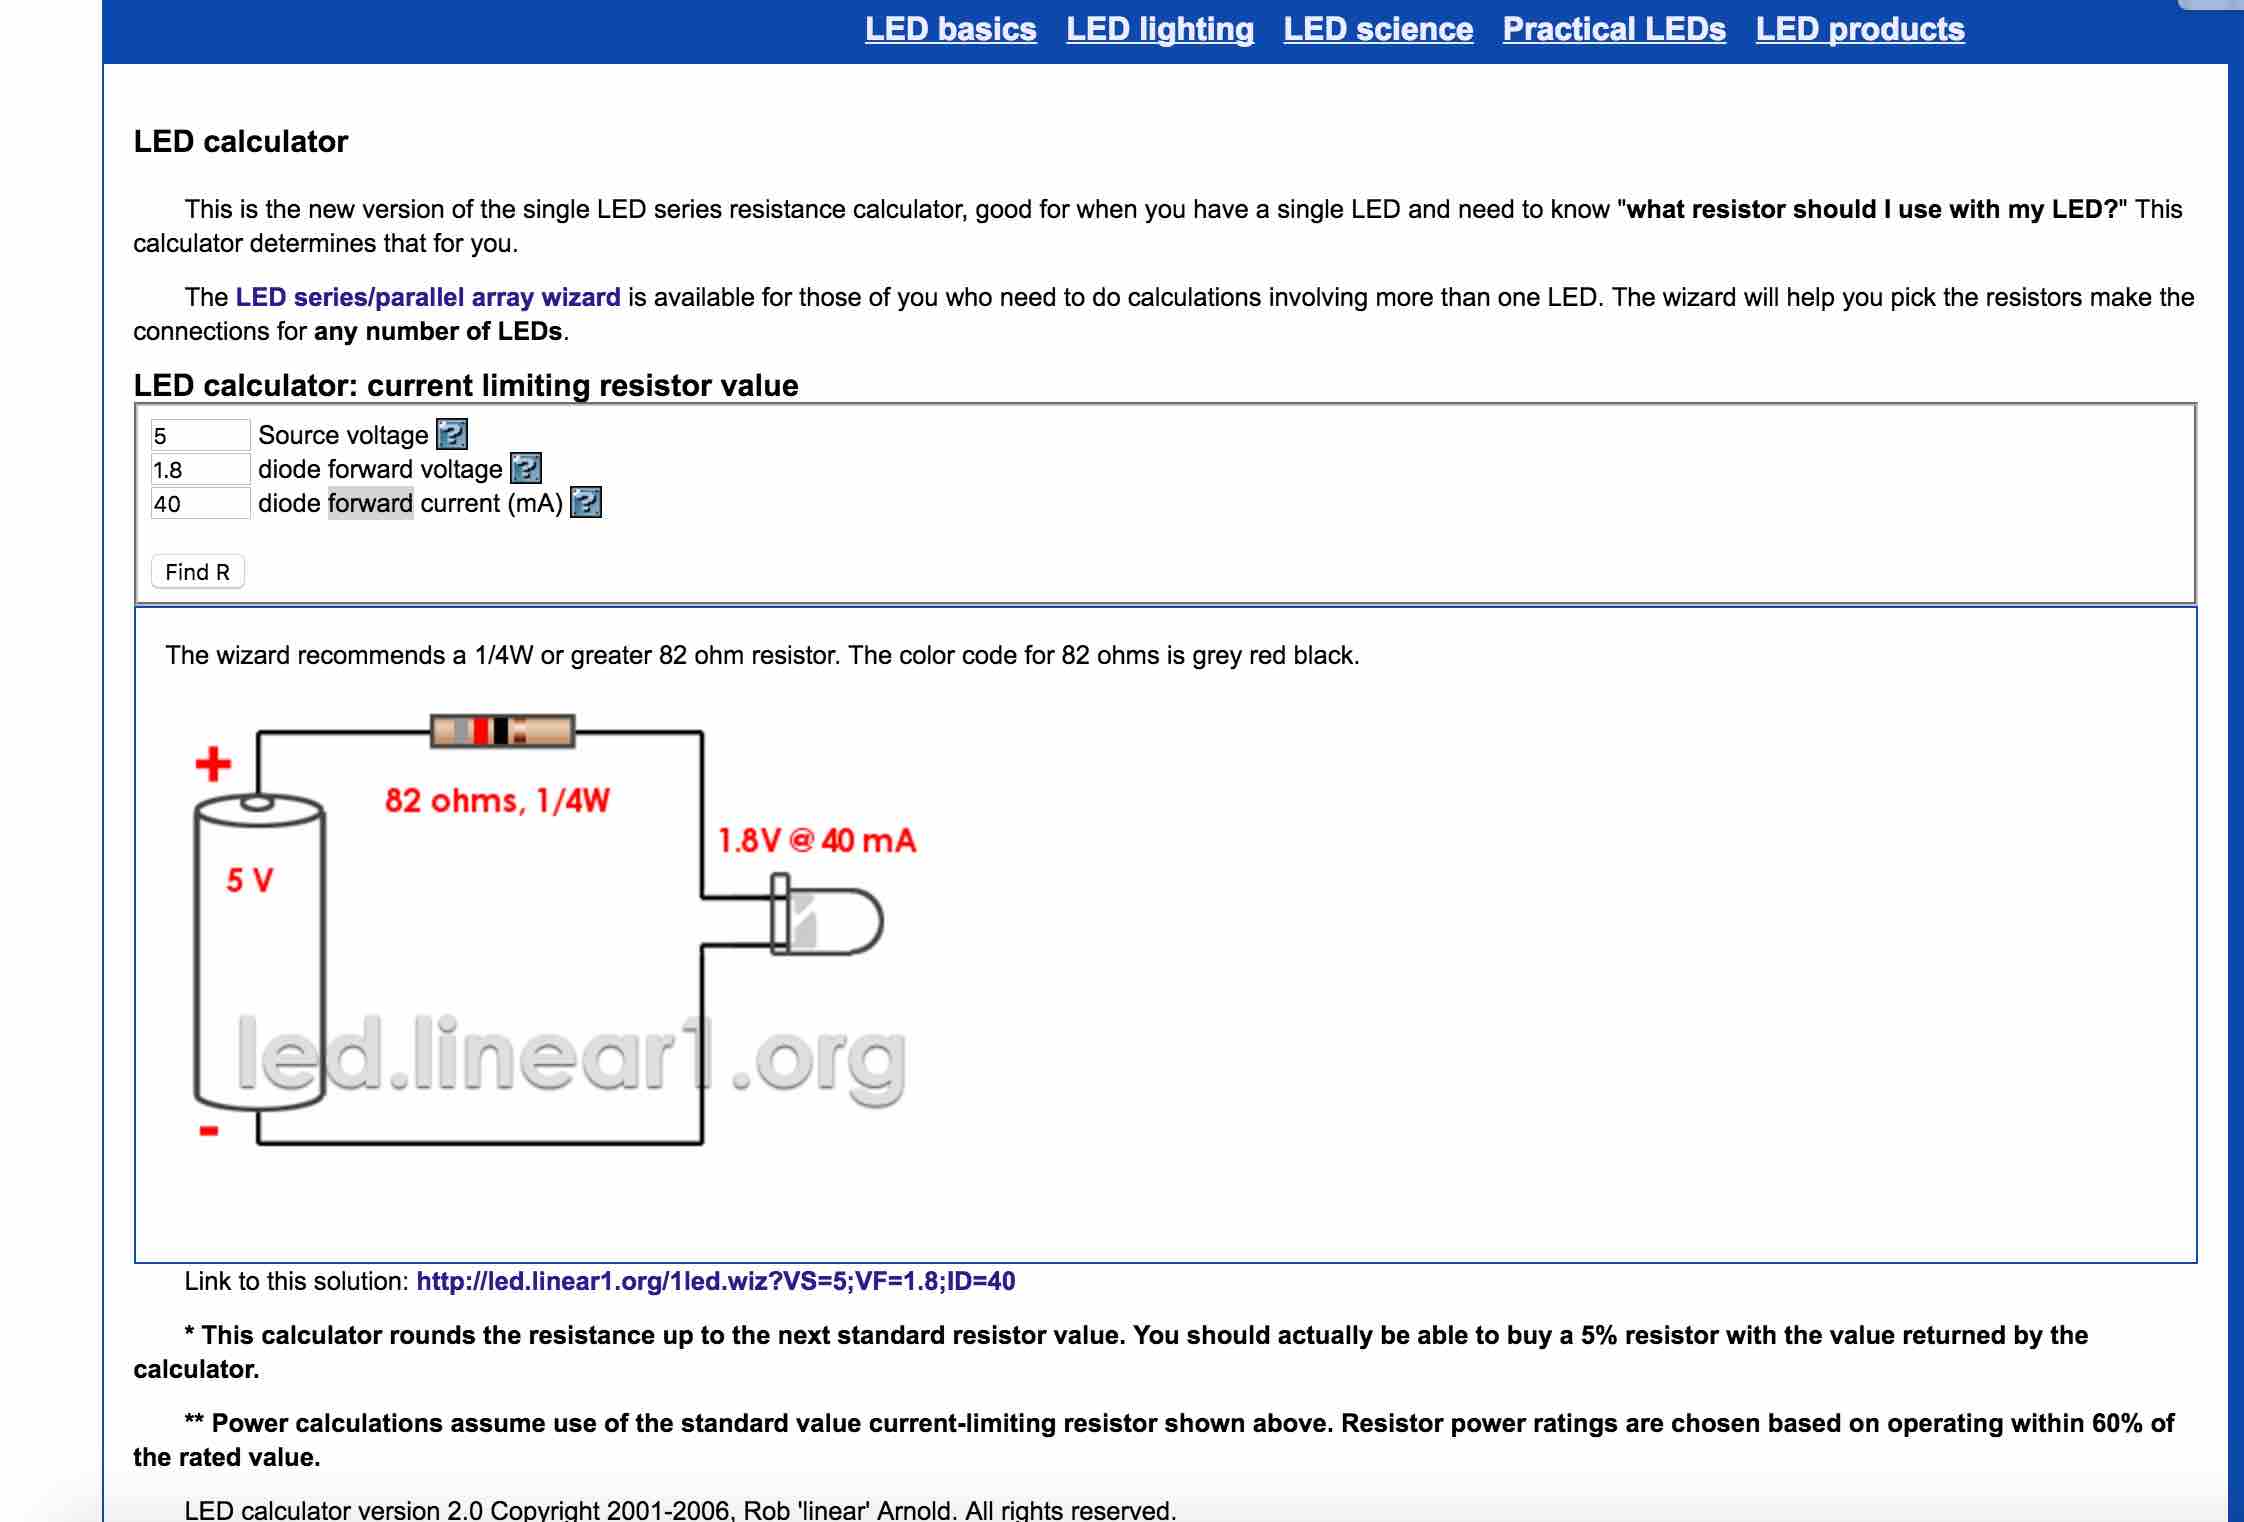 LED basics LED lighting LED science Practical LEDs LED products
LED calculator
This is the new version of the single LED series resistance calculator, good for when you have a single LED and need to know "what resistor should I use with my LED?" This
calculator determines that for you.
The LED series/parallel array wizard is available for those of you who need to do calculations involving more than one LED. The wizard will help you pick the resistors make the
connections for any number of LEDs.
LED calculator: current limiting resistor value
5 Source voltage ?
1.8 diode forward voltage ?
40 diode forward current (mA) ?
Find R
The wizard recommends a 1/4W or greater 82 ohm resistor. The color code for 82 ohms is grey red black.
+
82 ohms, 1/4W
1.8V @ 40 mA
5 V
led.linear1.org
-
Link to this solution: http://led.linear1.org/1led.wiz?VS=5;VF=1.8;ID=40
* This calculator rounds the resistance up to the next standard resistor value. You should actually be able to buy a 5% resistor with the value returned by the
calculator.
** Power calculations assume use of the standard value current-limiting resistor shown above. Resistor power ratings are chosen based on operating within 60% of
the rated value.
LED calculator version 2.0 Copyright 2001-2006, Rob 'linear' Arnold. All rights reserved.